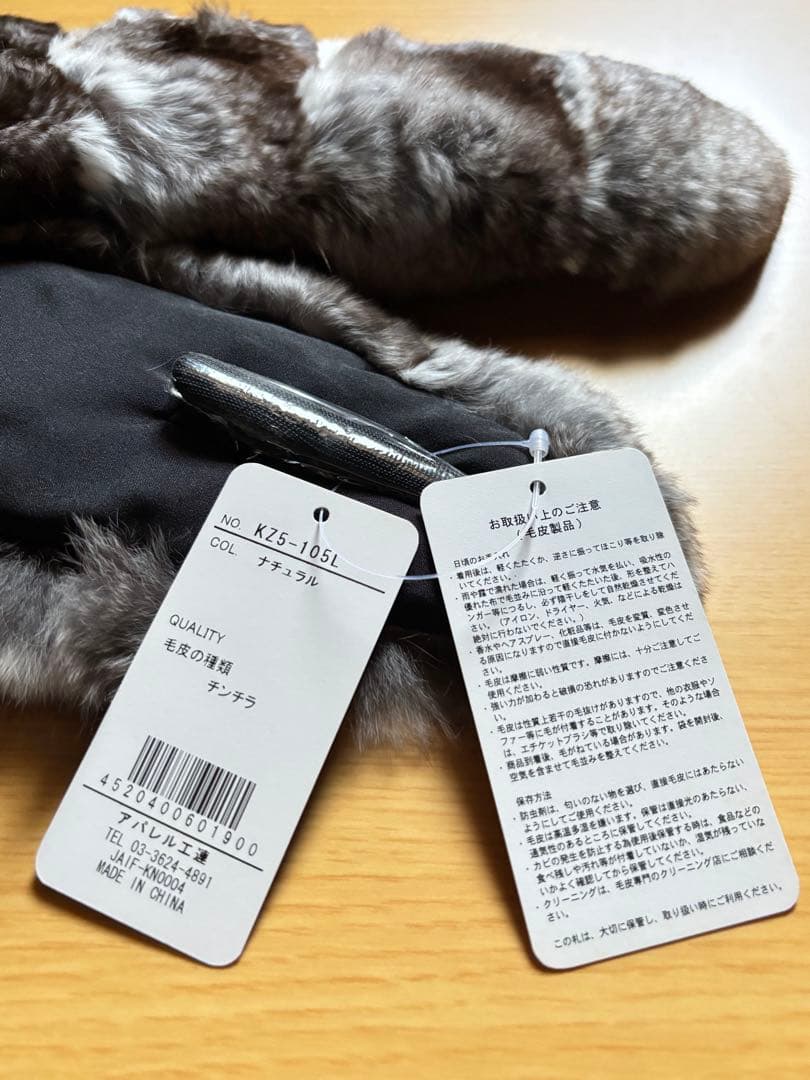 NO. KZ5-105L
COL. ナチュラル
QUALITY
毛皮の種類
チンチラ
4520400601900
アパレル工連
TEL 03-3624-4891
JAIF-KN0004
MADE IN CHINA
お取扱い上のご注意
(毛皮製品)
日頃のお手入れ
・着用後は、軽くたたくか、逆さに振ってほこり等を取り除
いてください。
・雨や露で濡れた場合は、軽く振って水気を払い、吸水性の
優れた布で毛並みに沿って軽くたたいた後、形を整えてハ
ンガー等につるし、必ず陰干しをして自然乾燥させてくだ
さい。(アイロン、ドライヤー、火気、などによる乾燥は
絶対に行わないでください。)
・香水やヘアスプレー、化粧品等は、毛皮を変質、変色させ
る原因になりますので直接毛皮に付かないようにしてくだ
さい。
・毛皮は摩擦に弱い性質です。摩擦には、十分ご注意してご
使用ください。
・強い力が加わると破損の恐れがありますのでご注意くださ
い。
・毛皮は性質上若干の毛抜けがありますので、他の衣服やソ
ファー等に毛が付着することがあります。そのような場合
は、エチケットブラシ等で取り除いてください。
・商品到着後、毛がねている場合があります。袋を開封後、
空気を含ませて毛並みを整えてください。
保存方法
・防虫剤は、匂いのない物を選び、直接毛皮にはあたらない
ようにしてご使用ください。
・毛皮は高温多湿を嫌います。保管は直接光のあたらない、
通気性のあるところに保管してください。
・カビの発生を防止する為使用後保管する時は、食品などの
食べ残しや汚れ等が付着していないか、湿気が残っていな
いかよく確認してから保管してください。
・クリーニングは、毛皮専門のクリーニング店にご相談くだ
さい。
この札は、大切に保管し、取り扱い時にご利用ください。